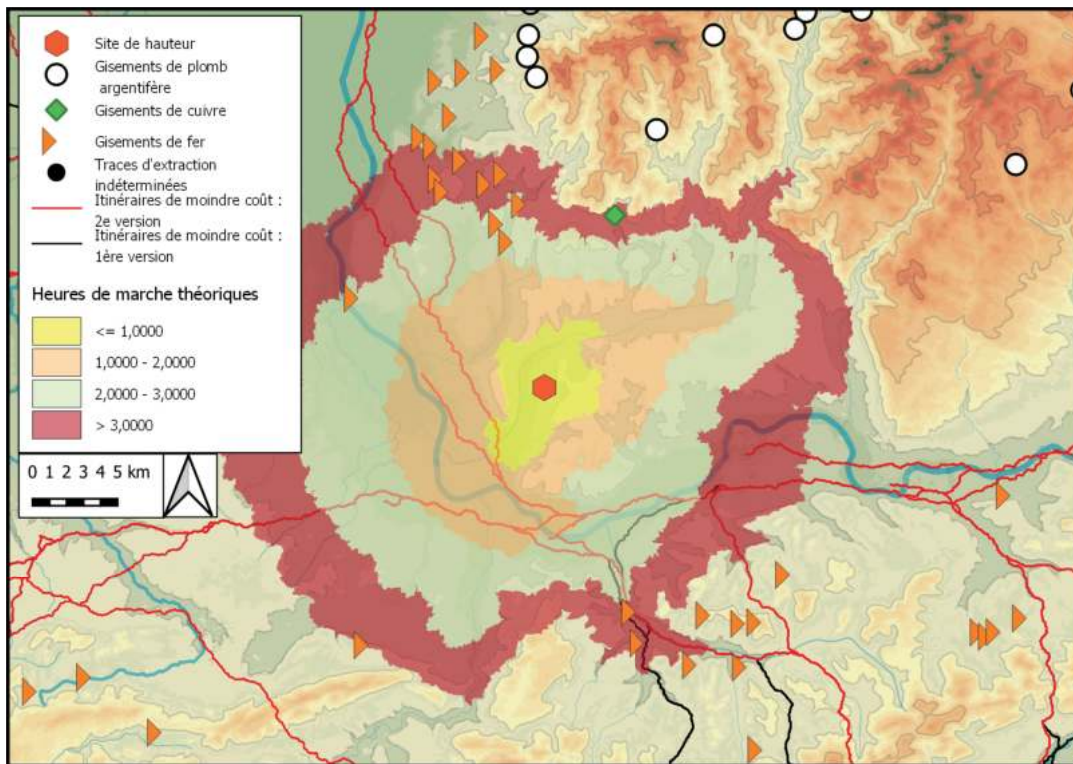 Site de hauteur
Gisements de plomb
argentifère
Gisements de cuivre
Gisements de fer
Traces d'extraction
indéterminées
Itinéraires de moindre coût :
2e version
Itinéraires de moindre coût :
1ère version
Heures de marche théoriques
<= 1,0000
1,0000 - 2,0000
2,0000 - 3,0000
> 3,0000
0 1 2 3 4 5 km